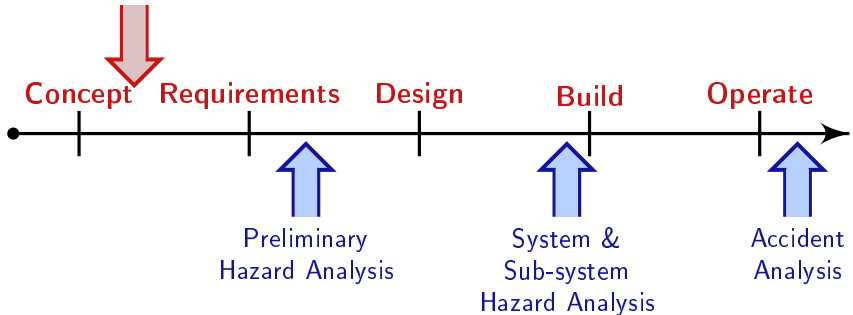 Concept Requirements Design Build Operate
Preliminary
Hazard Analysis
System &
Sub-system
Hazard Analysis
Accident
Analysis